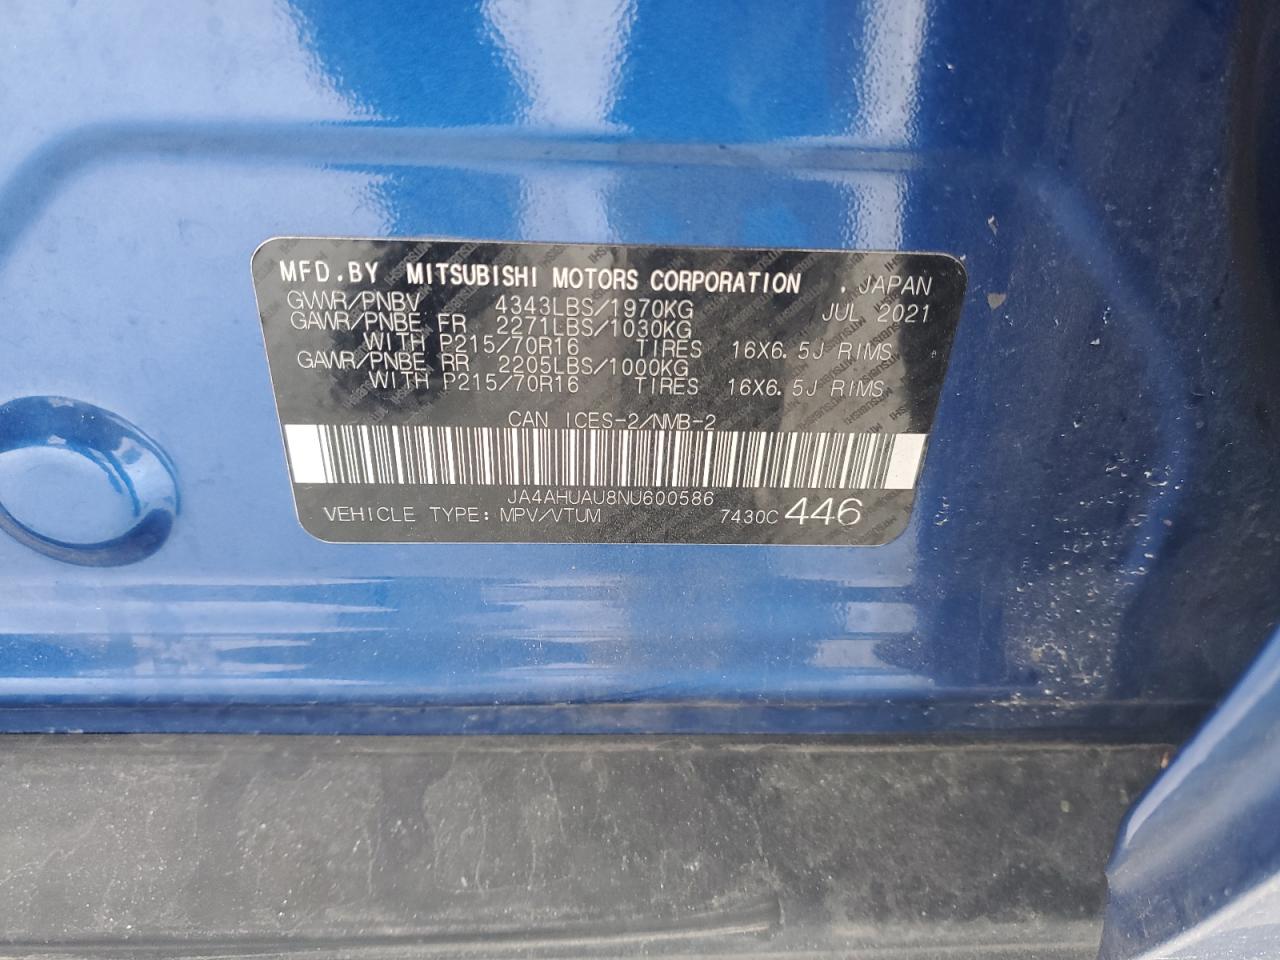 MFD.BY MITSUBISHI MOTORS CORPORATION . JAPAN
GVWR/PNBV 4343LBS/1970KG JUL 2021
GAWR/PNBE FR 2271LBS/1030KG
WITH P215/70R16 TIRES 16X6.5J RIMS
GAWR/PNBE RR 2205LBS/1000KG
WITH P215/70R16 TIRES 16X6.5J RIMS
CAN ICES-2/NMB-2
JA4AHUAU8NU600586
VEHICLE TYPE: MPV/VTUM 7430C 446